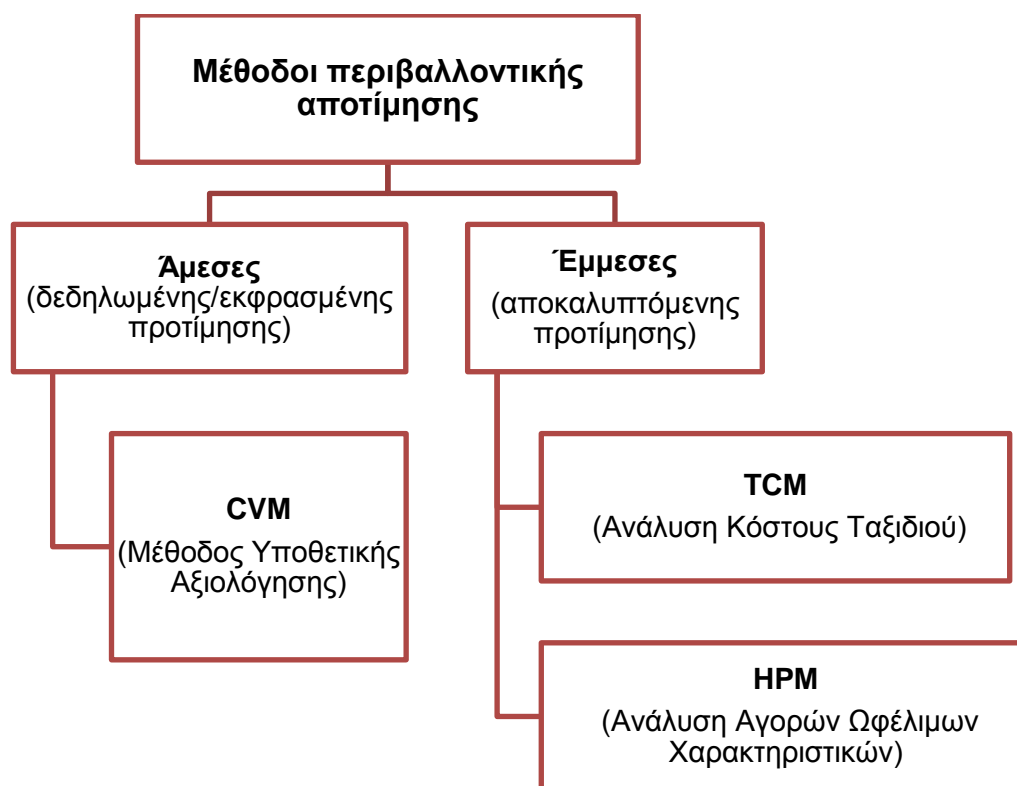 Μέθοδοι περιβαλλοντικής
αποτίμησης
Άμεσες
(δεδηλωμένης/εκφρασμένης
προτίμησης)
Έμμεσες
(αποκαλυπτόμενης
προτίμησης)
CVM
(Μέθοδος Υποθετικής
Αξιολόγησης)
TCM
(Ανάλυση Κόστους Ταξιδιού)
HPM
(Ανάλυση Αγορών Ωφέλιμων
Χαρακτηριστικών)